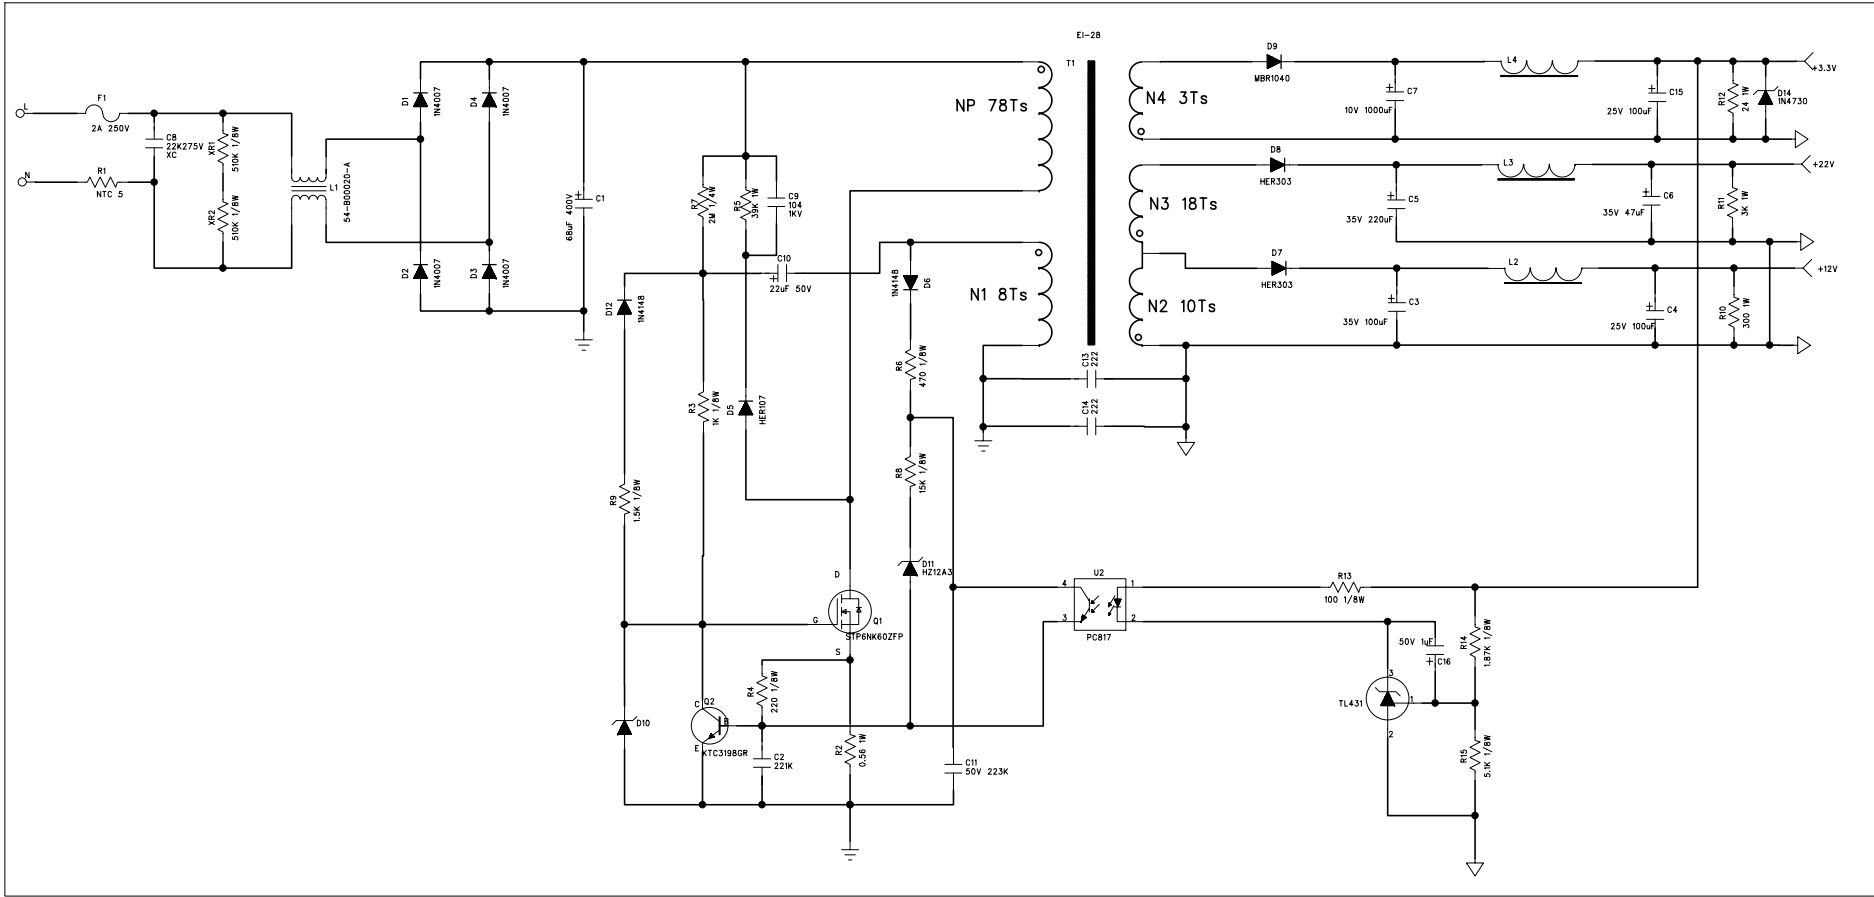 EI-28
T1
L
F1
2A 250V
C8
22K275V
XC
XR1
510K 1/8W
XR2
510K 1/8W
N
R1
NTC 5
L1
54-B00020-A
D1
1N4007
D4
1N4007
D2
1N4007
D3
1N4007
C1
68uF 400V
R7
2M 1/4W
R5
39K 1W
C9
104
1KV
C10
22uF 50V
D12
1N4148
R3
1K 1/8W
D5
HER107
R9
1.5K 1/8W
D10
NP 78Ts
N1 8Ts
N4 3Ts
N3 18Ts
N2 10Ts
1N4148
D6
R6
470 1/8W
R8
15K 1/8W
D11
HZ12A3
C13
222
C14
222
D
G
S
Q1
STP6NK60ZFP
R4
220 1/8W
C
Q2
B
E
KTC3198GR
C2
221K
R2
0.56 1W
C11
50V 223K
D9
MBR1040
C7
10V 1000uF
L4
C15
25V 100uF
R12
24 1W
D14
1N4730
+3.3V
D8
HER303
C5
35V 220uF
L3
C6
35V 47uF
R11
3K 1W
+22V
D7
HER303
C3
35V 100uF
L2
C4
25V 100uF
R10
300 1W
+12V
U2
4
3
1
2
PC817
R13
100 1/8W
50V 1uF
C16
R14
1.87K 1/8W
3
1
2
TL431
R15
5.1K 1/8W